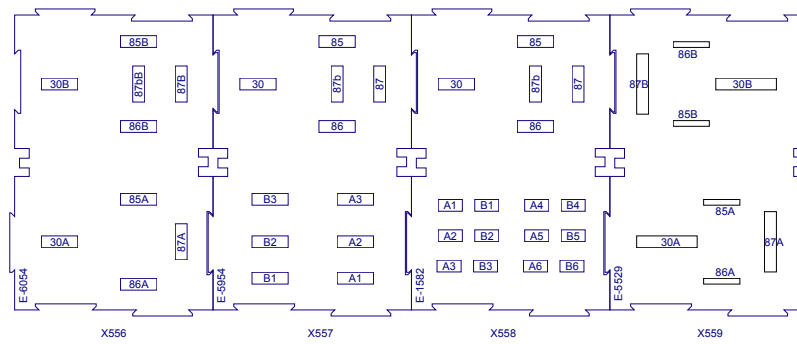 85B
30B
87bB
87B
86B
85A
30A
87A
86A
E-6054
X556
85
30
87b
87
86
B3
A3
B2
A2
B1
A1
E-5954
X557
85
30
87b
87
86
A1
B1
A4
B4
A2
B2
A5
B5
A3
B3
A6
B6
E-1582
X558
86B
87B
30B
85B
85A
30A
87A
86A
E-5529
X559